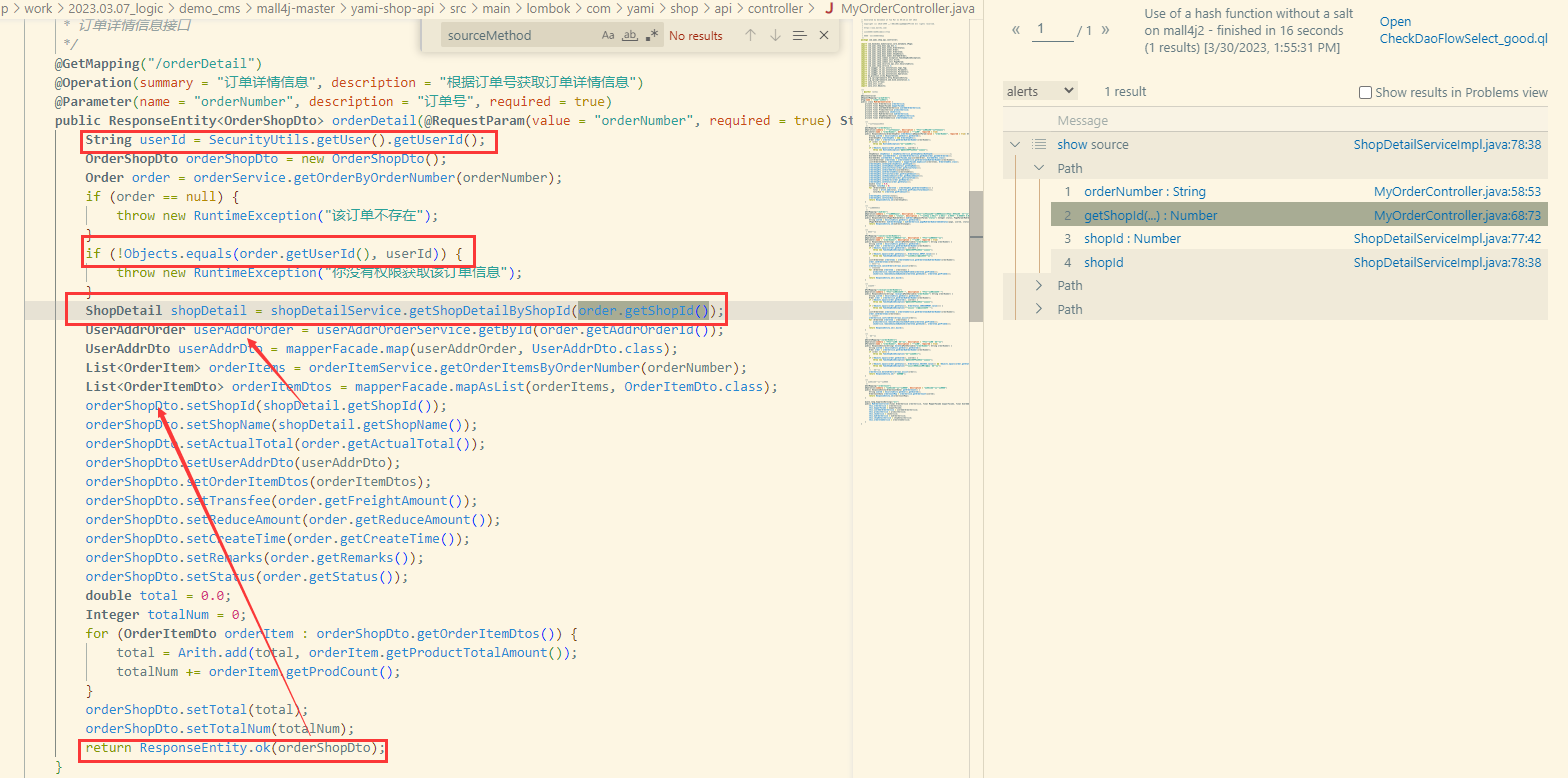 p > work > 2023.03.07_logic > demo_cms > mall4j-master > yami-shop-api > src > main > lombok > com > yami > shop > api > controller > J MyOrderController.java
* 订单详情信息接口
*/
sourceMethod Aa ab .* No results
@GetMapping("/orderDetail")
@Operation(summary = "订单详情信息", description = "根据订单号获取订单详情信息")
@Parameter(name = "orderNumber", description = "订单号", required = true)
public ResponseEntity<OrderShopDto> orderDetail(@RequestParam(value = "orderNumber", required = true) St
String userId = SecurityUtils.getUser().getUserId();
OrderShopDto orderShopDto = new OrderShopDto();
Order order = orderService.getOrderByOrderNumber(orderNumber);
if (order == null) {
throw new RuntimeException("该订单不存在");
}
if (!Objects.equals(order.getUserId(), userId)) {
throw new RuntimeException("你没有权限获取该订单信息");
}
ShopDetail shopDetail = shopDetailService.getShopDetailByShopId(order.getShopId());
UserAddrOrder userAddrOrder = userAddrOrderService.getById(order.getAddrOrderId());
UserAddrDto userAddrDto = mapperFacade.map(userAddrOrder, UserAddrDto.class);
List<OrderItem> orderItems = orderItemService.getOrderItemsByOrderNumber(orderNumber);
List<OrderItemDto> orderItemDtos = mapperFacade.mapAsList(orderItems, OrderItemDto.class);
orderShopDto.setShopId(shopDetail.getShopId());
orderShopDto.setShopName(shopDetail.getShopName());
orderShopDto.setActualTotal(order.getActualTotal());
orderShopDto.setUserAddrDto(userAddrDto);
orderShopDto.setOrderItemDtos(orderItemDtos);
orderShopDto.setTransfee(order.getFreightAmount());
orderShopDto.setReduceAmount(order.getReduceAmount());
orderShopDto.setCreateTime(order.getCreateTime());
orderShopDto.setRemarks(order.getRemarks());
orderShopDto.setStatus(order.getStatus());
double total = 0.0;
Integer totalNum = 0;
for (OrderItemDto orderItem : orderShopDto.getOrderItemDtos()) {
total = Arith.add(total, orderItem.getProductTotalAmount());
totalNum += orderItem.getProdCount();
}
orderShopDto.setTotal(total);
orderShopDto.setTotalNum(totalNum);
return ResponseEntity.ok(orderShopDto);
}
« 1 / 1 »
Use of a hash function without a salt
on mall4j2 - finished in 16 seconds
(1 results) [3/30/2023, 1:55:31 PM]
Open
CheckDaoFlowSelect_good.ql
alerts 1 result
Show results in Problems view
Message
show source ShopDetailServiceImpl.java:78:38
Path
1 orderNumber : String MyOrderController.java:58:53
2 getShopId(...) : Number MyOrderController.java:68:73
3 shopId : Number ShopDetailServiceImpl.java:77:42
4 shopId ShopDetailServiceImpl.java:78:38
Path
Path